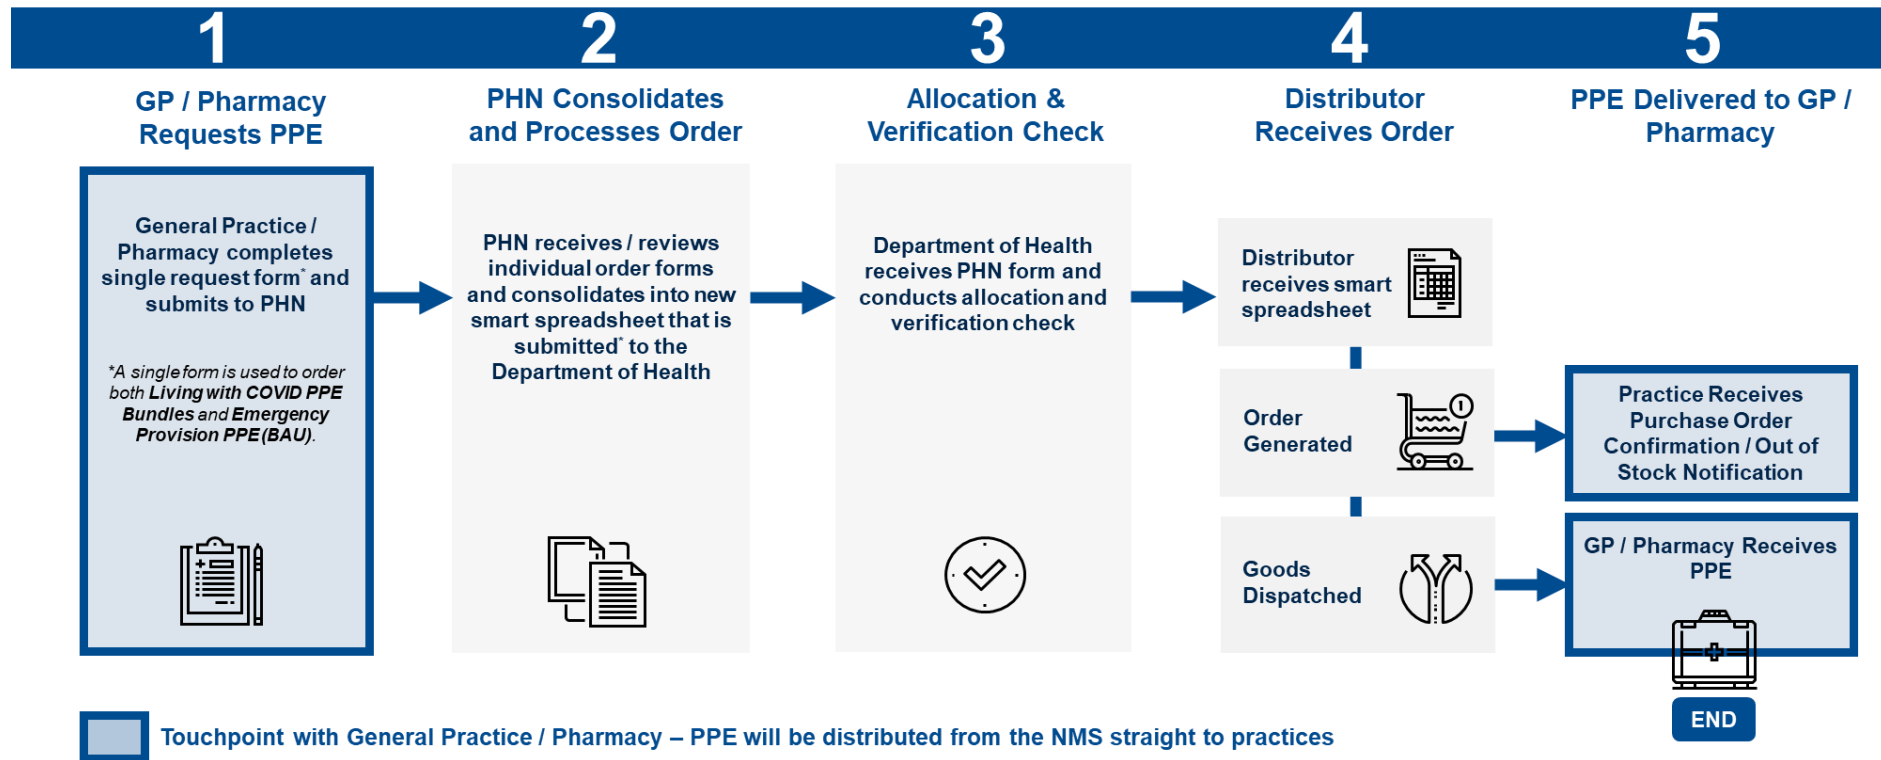 1
2
3
4
5
GP / Pharmacy
Requests PPE
PHN Consolidates
and Processes Order
Allocation &
Verification Check
Distributor
Receives Order
PPE Delivered to GP /
Pharmacy
General Practice /
Pharmacy completes
single request form* and
submits to PHN
*A single form is used to order
both Living with COVID PPE
Bundles and Emergency
Provision PPE (BAU).
PHN receives / reviews
individual order forms
and consolidates into new
smart spreadsheet that is
submitted* to the
Department of Health
Department of Health
receives PHN form and
conducts allocation and
verification check
Distributor
receives smart
spreadsheet
Order
Generated
1
Goods
Dispatched
Practice Receives
Purchase Order
Confirmation / Out of
Stock Notification
GP / Pharmacy Receives
PPE
END
Touchpoint with General Practice / Pharmacy – PPE will be distributed from the NMS straight to practices